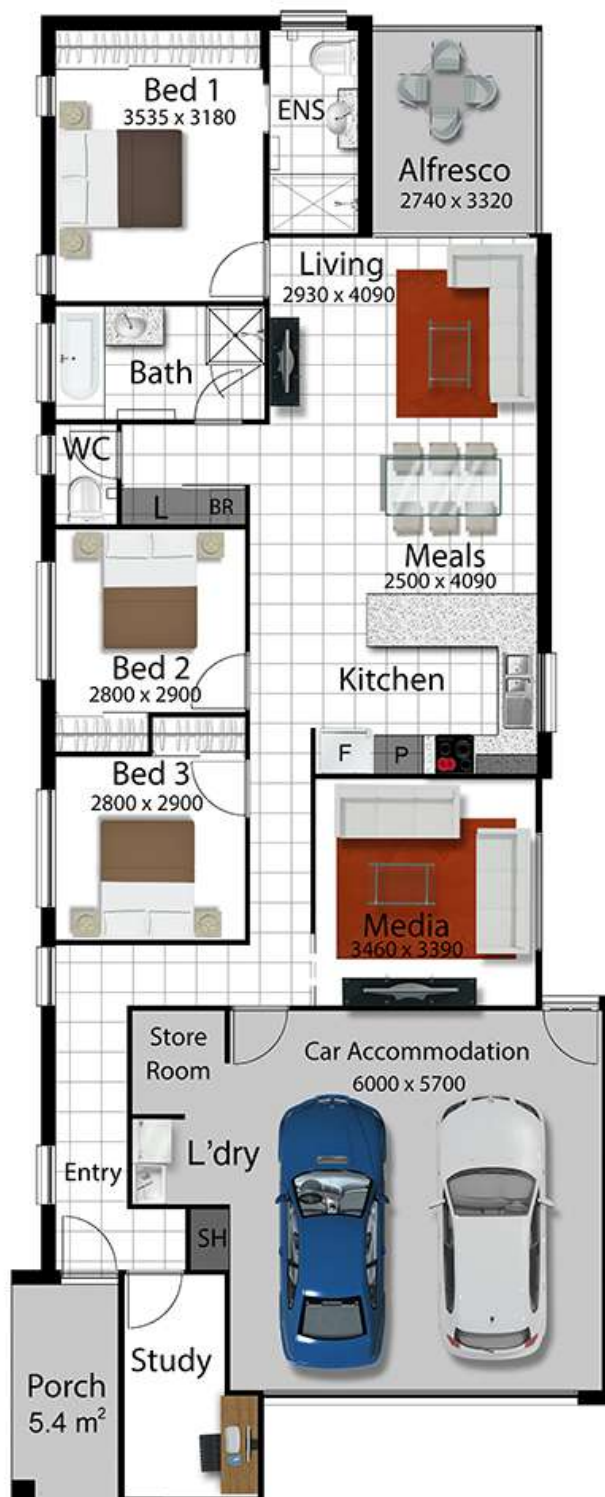 Bed 1
3535 x 3180
ENS
Alfresco
2740 x 3320
Living
2930 x 4090
Bath
WC
L
BR
Meals
2500 x 4090
Bed 2
2800 x 2900
Kitchen
F
P
Bed 3
2800 x 2900
Media
3460 x 3390
Store
Room
Car Accommodation
6000 x 5700
L'dry
Entry
SH
Study
Porch
5.4 m²